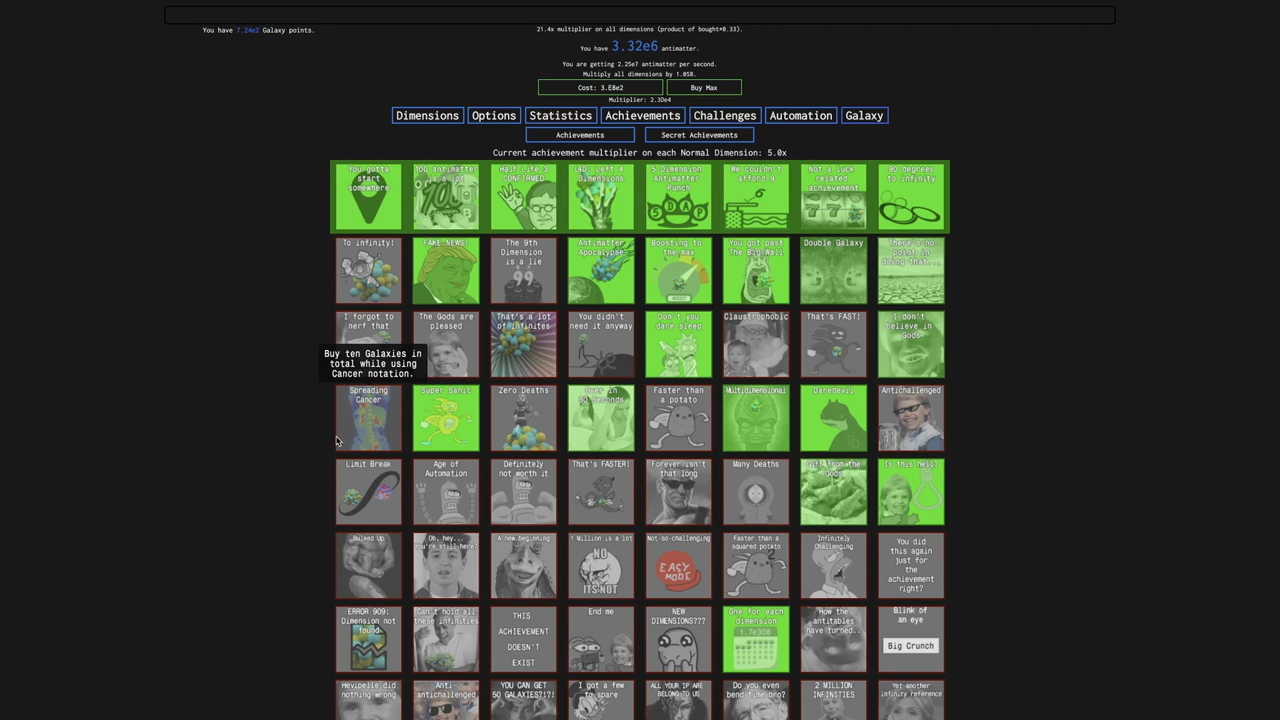 You have 7.24e2 Galaxy points.
21.4x multiplier on all dimensions (product of bought*0.33).
You have 3.32e6 antimatter.
You are getting 2.25e7 antimatter per second.
Multiply all dimensions by 1.058.
Cost: 3.E8e2
Buy Max
Multiplier: 2.3De4
Dimensions
Options
Statistics
Achievements
Challenges
Automation
Galaxy
Achievements
Secret Achievements
Current achievement multiplier on each Normal Dimension: 5.0x
You gotta
start
somewhere
100 antimatter
is a lot
Half Life 3
CONFIRMED
L4D: Left 4
Dimensions
5 Dimension
Antimatter
Punch
5 D A P
We couldn't
afford 9
Not a luck
related
achievement
90 degrees
to infinity
To infinity!
FAKE NEWS!
The 9th
Dimension
is a lie
99
Antimatter
Apocalypse
Boosting to
the max
You got past
The Big Wall
Double Galaxy
There's no
point in
doing that...
I forgot to
nerf that
The Gods are
pleased
That's a lot
of infinites
You didn't
need it anyway
Don't you
dare sleep
Claustrophobic
That's FAST!
I don't
believe in
Gods
Buy ten Galaxies in
total while using
Cancer notation.
Spreading
Cancer
Super Sanic
Zero Deaths
Over in
30 Seconds
Faster than
a potato
Multidimensional
Daredevil
Antichallenged
Limit Break
Age of
Automation
Definitely
not worth it
That's FASTER!
Forever isn't
that long
Many Deaths
Gift from the
Gods
Is this hell?
Bulked Up
Oh, hey...
you're still here?
A new beginning
1 Million is a lot
NO
ITS NOT
Not-so-challenging
EASY
MODE
Faster than a
squared potato
Infinitely
Challenging
You did
this again
just for
the
achievement
right?
ERROR 909:
Dimension not
found
Can't hold all
these infinities
THIS
ACHIEVEMENT
DOESN'T
EXIST
End me
NEW
DIMENSIONS???
One for each
dimension
1.7e308
How the
antitables
have turned..
Blink of
an eye
Big Crunch
Hevipelle did
nothing wrong
Anti-
antichallenged
YOU CAN GET
50 GALAXIES?!?!
I got a few
to spare
ALL YOUR IP ARE
BELONG TO US
Do you even
bend time bro?
2 MILLION
INFINITIES
Yet another
infinity reference